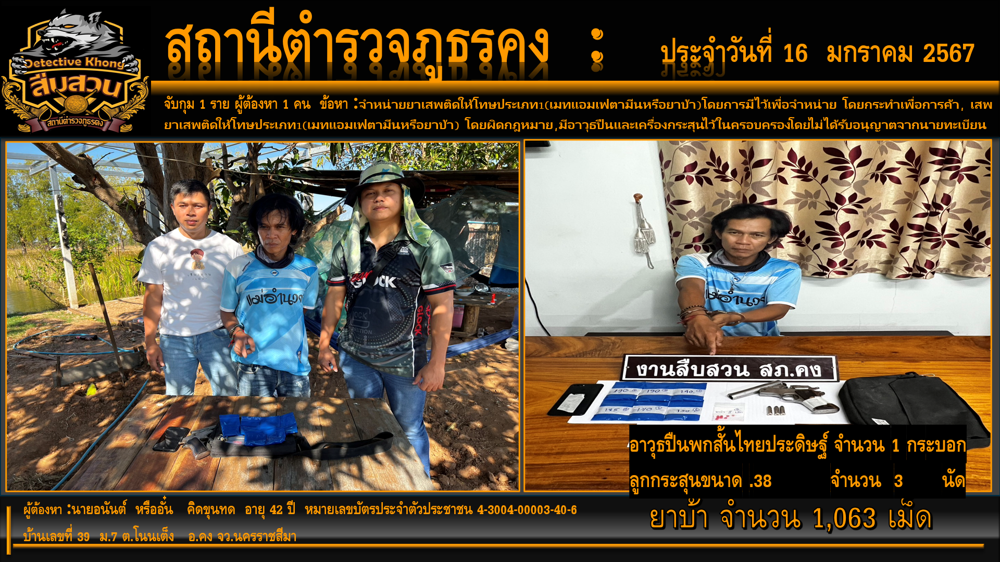 สถานีตำรวจภูธรคง : ประจำวันที่ 16 มกราคม 2567
Detective Khong
สืบสวน
สถานีตำรวจภูธรคง
จับกุม 1 ราย ผู้ต้องหา 1 คน ข้อหา :จำหน่ายยาเสพติดให้โทษประเภท1(เมทแอมเฟตามีนหรือยาบ้า)โดยการมีไว้เพื่อจำหน่าย โดยกระทำเพื่อการค้า, เสพ
ยาเสพติดให้โทษประเภท1(เมทแอมเฟตามีนหรือยาบ้า) โดยผิดกฎหมาย,มีอาวุธปืนและเครื่องกระสุนไว้ในครอบครองโดยไม่ได้รับอนุญาตจากนายทะเบียน
GLOCK
แม่อำนวย
แม่อำนวย
งานสืบสวน สภ.คง
190 190 190
185 180 130
อาวุธปืนพกสั้นไทยประดิษฐ์ จำนวน 1 กระบอก
ลูกกระสุนขนาด .38 จำนวน 3 นัด
ยาบ้า จำนวน 1,063 เม็ด
ผู้ต้องหา :นายอนันต์ หรืออั๋น คิดขุนทด อายุ 42 ปี หมายเลขบัตรประจำตัวประชาชน 4-3004-00003-40-6
บ้านเลขที่ 39 ม.7 ต.โนนเต็ง อ.คง จว.นครราชสีมา